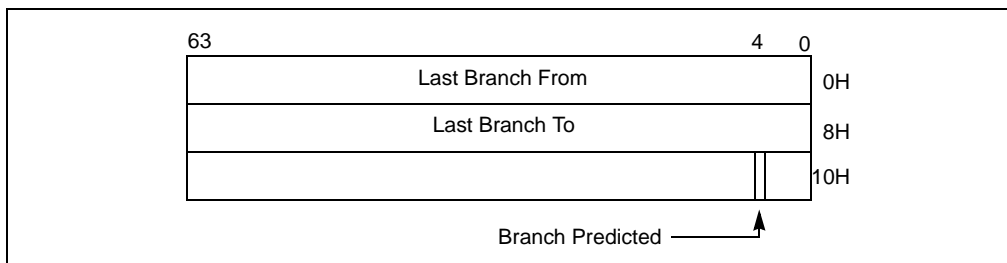 63 4 0
Last Branch From 0H
Last Branch To 8H
10H
Branch Predicted